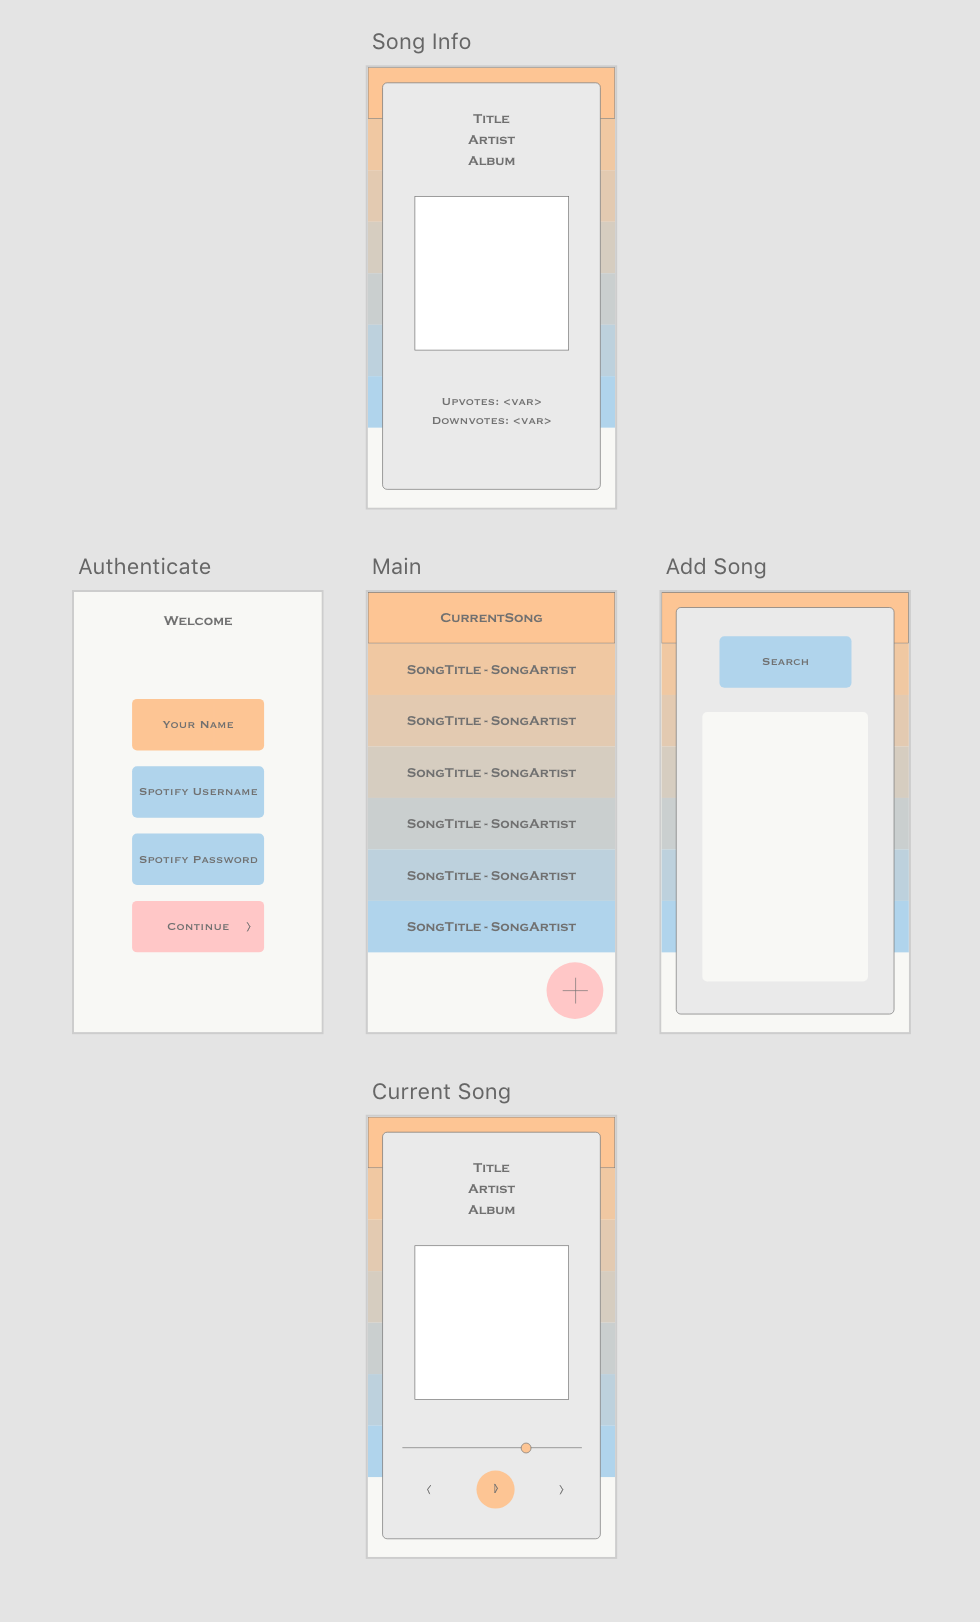 Song Info
Title
Artist
Album
Upvotes: <var>
Downvotes: <var>
Authenticate
Welcome
Your Name
Spotify Username
Spotify Password
Continue >
Main
CurrentSong
SongTitle - SongArtist
SongTitle - SongArtist
SongTitle - SongArtist
SongTitle - SongArtist
SongTitle - SongArtist
SongTitle - SongArtist
Add Song
Search
Current Song
Title
Artist
Album